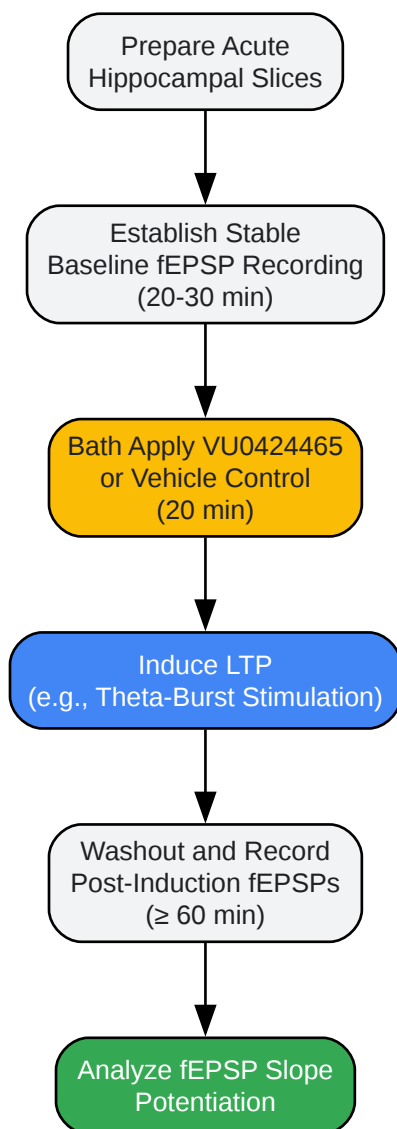 Prepare Acute
Hippocampal Slices
Establish Stable
Baseline fEPSP Recording
(20-30 min)
Bath Apply VU0424465
or Vehicle Control
(20 min)
Induce LTP
(e.g., Theta-Burst Stimulation)
Washout and Record
Post-Induction fEPSPs
(≥ 60 min)
Analyze fEPSP Slope
Potentiation